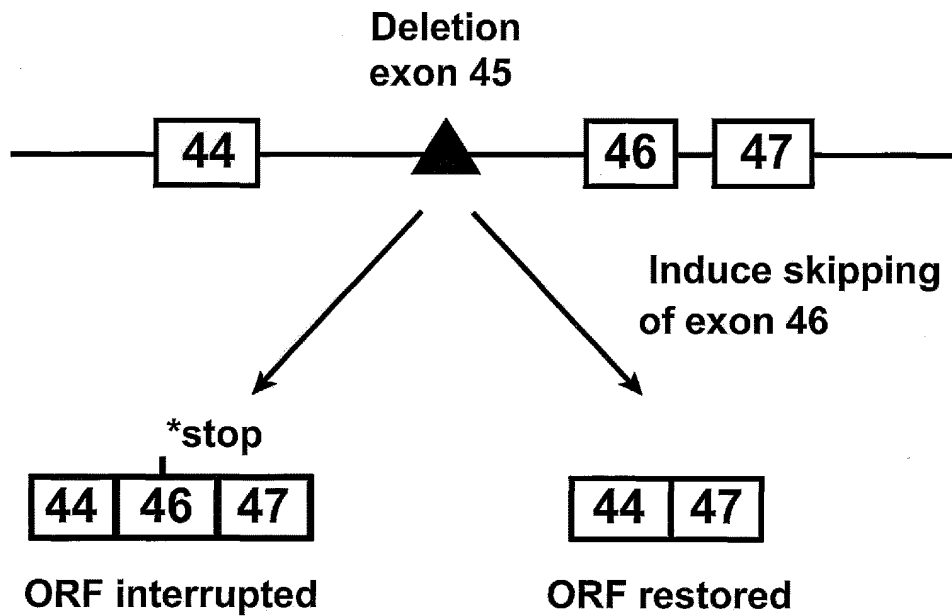 Deletion
exon 45
44
46
47
Induce skipping
of exon 46
*stop
44
46
47
44
47
ORF interrupted
ORF restored